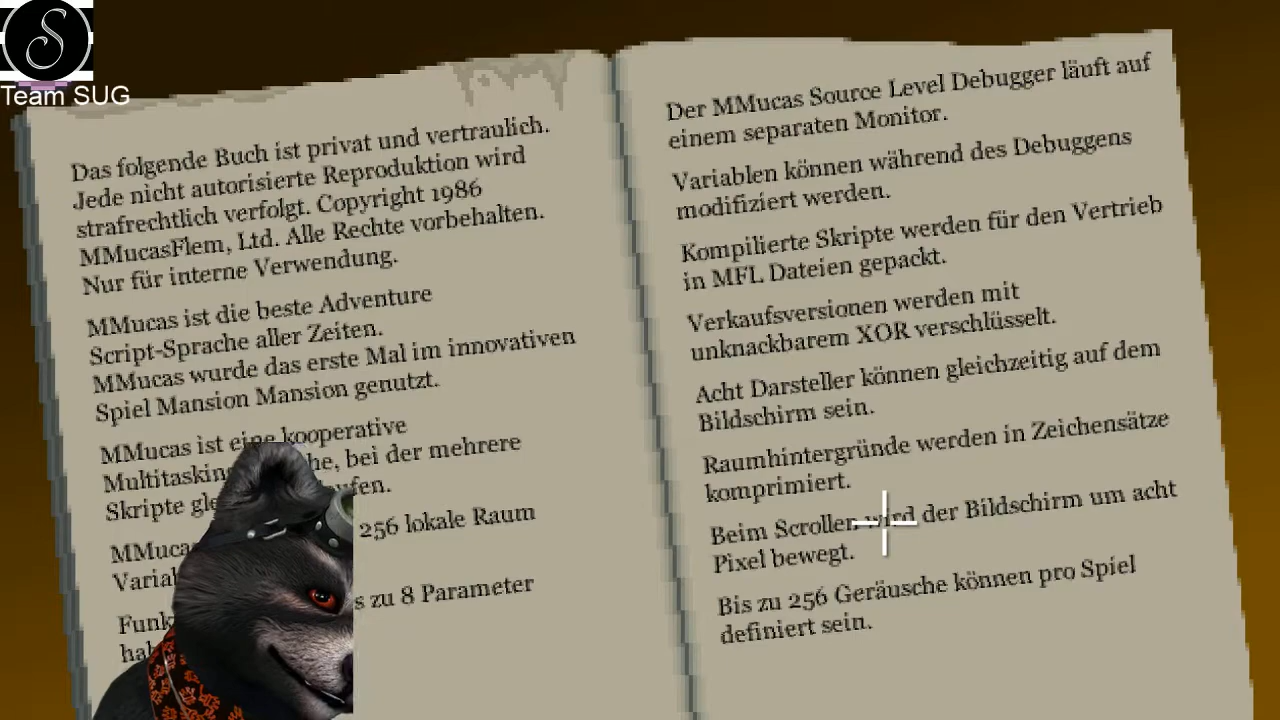 S
Team SUG
Das folgende Buch ist privat und vertraulich.
Jede nicht autorisierte Reproduktion wird
strafrechtlich verfolgt. Copyright 1986
MMucasFlem, Ltd. Alle Rechte vorbehalten.
Nur für interne Verwendung.
MMucas ist die beste Adventure
Script-Sprache aller Zeiten.
MMucas wurde das erste Mal im innovativen
Spiel Mansion Mansion genutzt.
MMucas ist eine kooperative
bei der mehrere
Skripte
256 lokale Raum
zu 8 Parameter
Der MMucas Source Level Debugger läuft auf
einem separaten Monitor.
Variablen können während des Debuggens
modifiziert werden.
Kompilierte Skripte werden für den Vertrieb
in MFL Dateien gepackt.
Verkaufsversionen werden mit
unknackbarem XOR verschlüsselt.
Acht Darsteller können gleichzeitig auf dem
Bildschirm sein.
Raumhintergründe werden in Zeichensätze
komprimiert.
Beim Scrollen wird der Bildschirm um acht
Pixel bewegt.
Bis zu 256 Geräusche können pro Spiel
definiert sein.